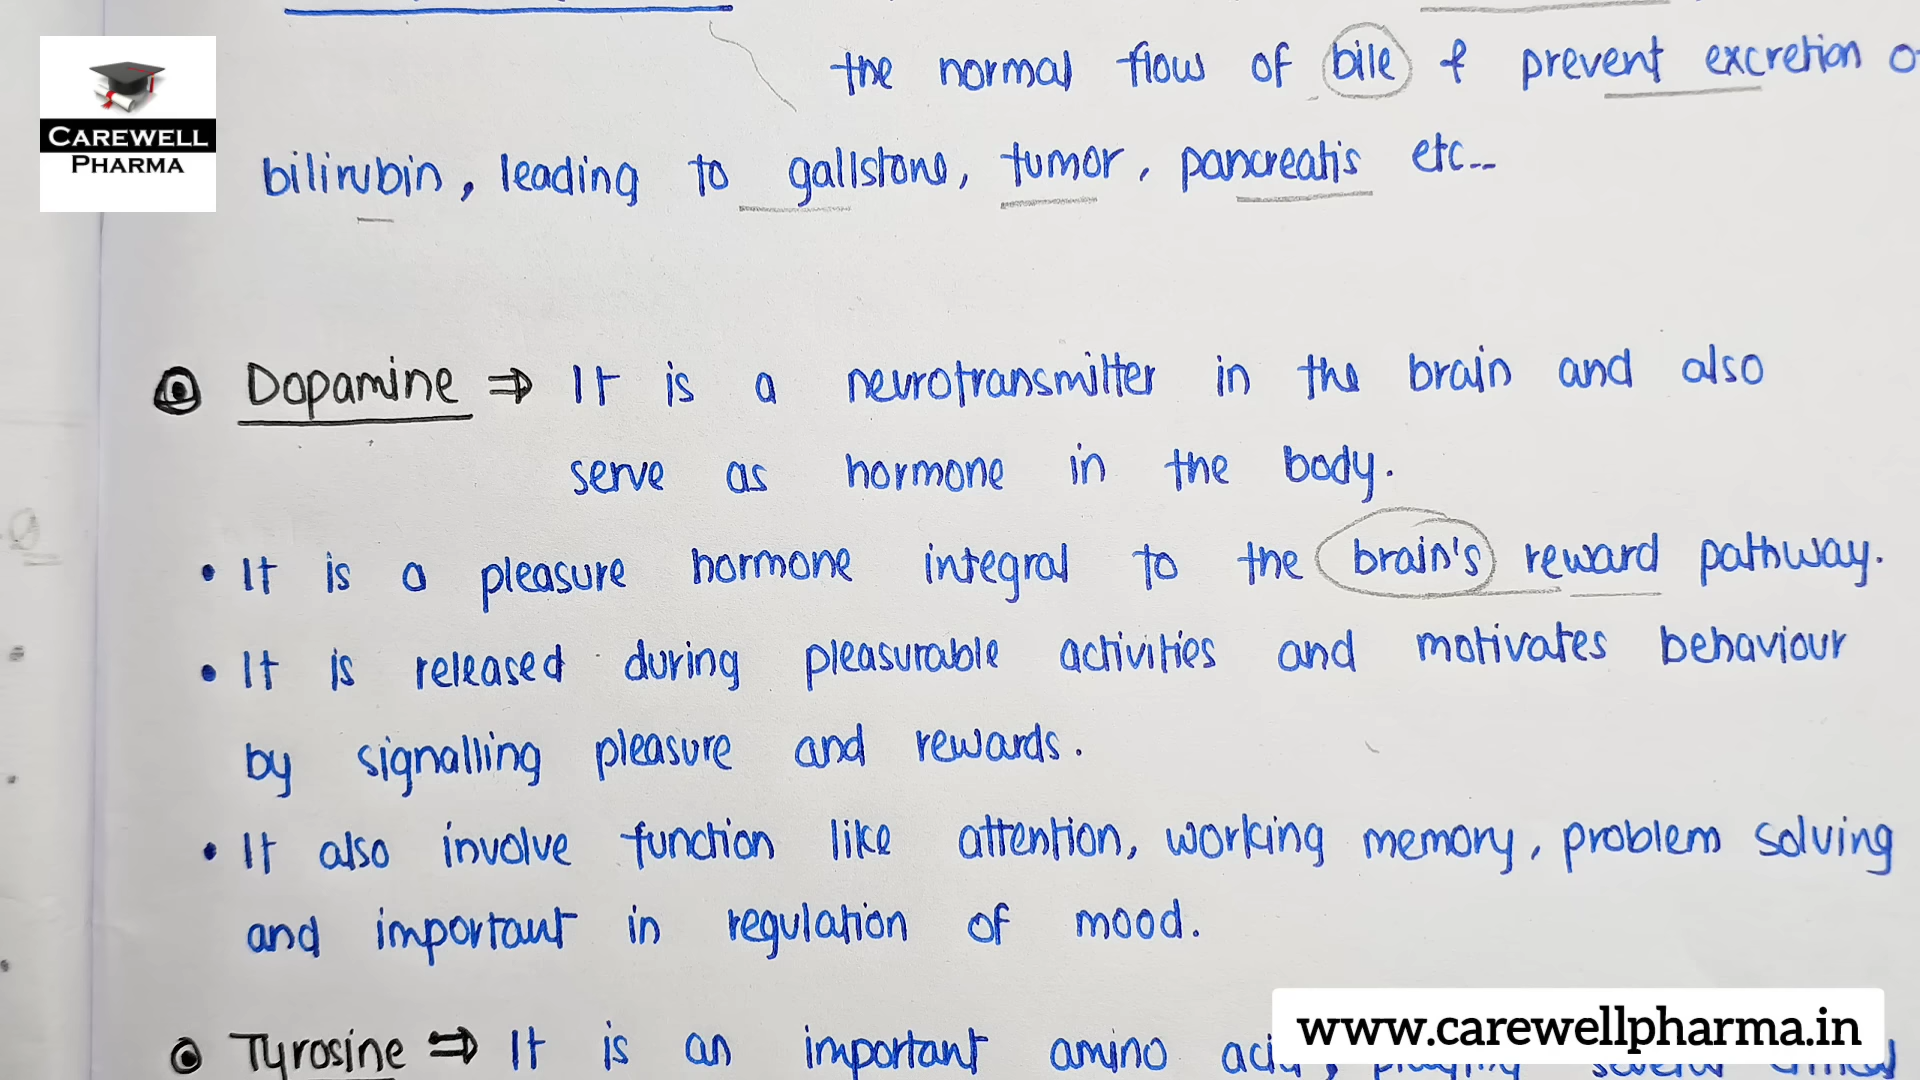 the normal flow of bile & prevent excretion o
CAREWELL
PHARMA
bilirubin, leading to gallstone, tumor, pancreatis etc--
Dopamine ⇒ It is a neurotransmitter in the brain and also
serve as hormone in the body.
• It is a pleasure hormone integral to the brain's reward pathway.
• It is released during pleasurable activities and motivates behaviour
by signalling pleasure and rewards.
• It also involve function like attention, working memory, problem solving
and important in regulation of mood.
Tyrosine ⇒ It is an important amino
www.carewellpharma.in